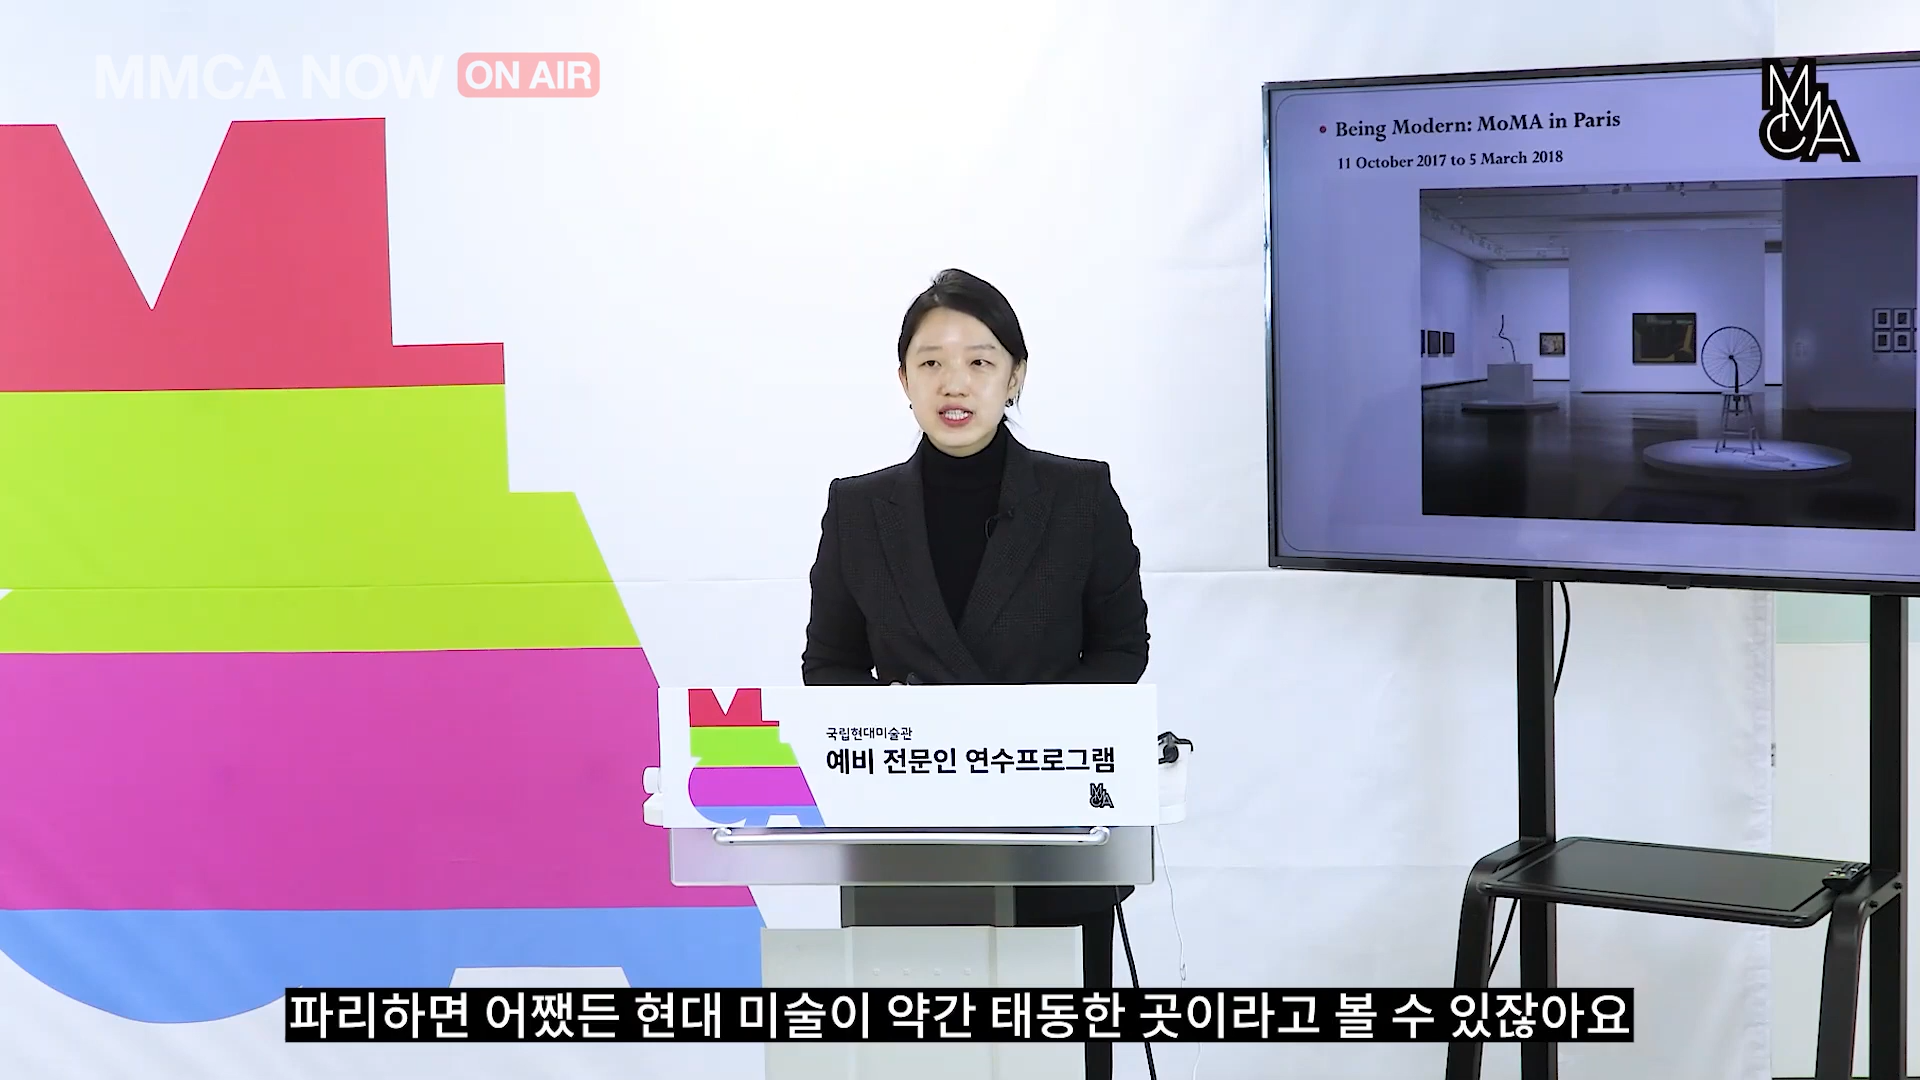 MMCA NOW ON AIR
MMCA
Being Modern: MoMA in Paris
11 October 2017 to 5 March 2018
국립현대미술관
예비 전문인 연수프로그램
MMCA
파리하면 어쨌든 현대 미술이 약간 태동한 곳이라고 볼 수 있잖아요